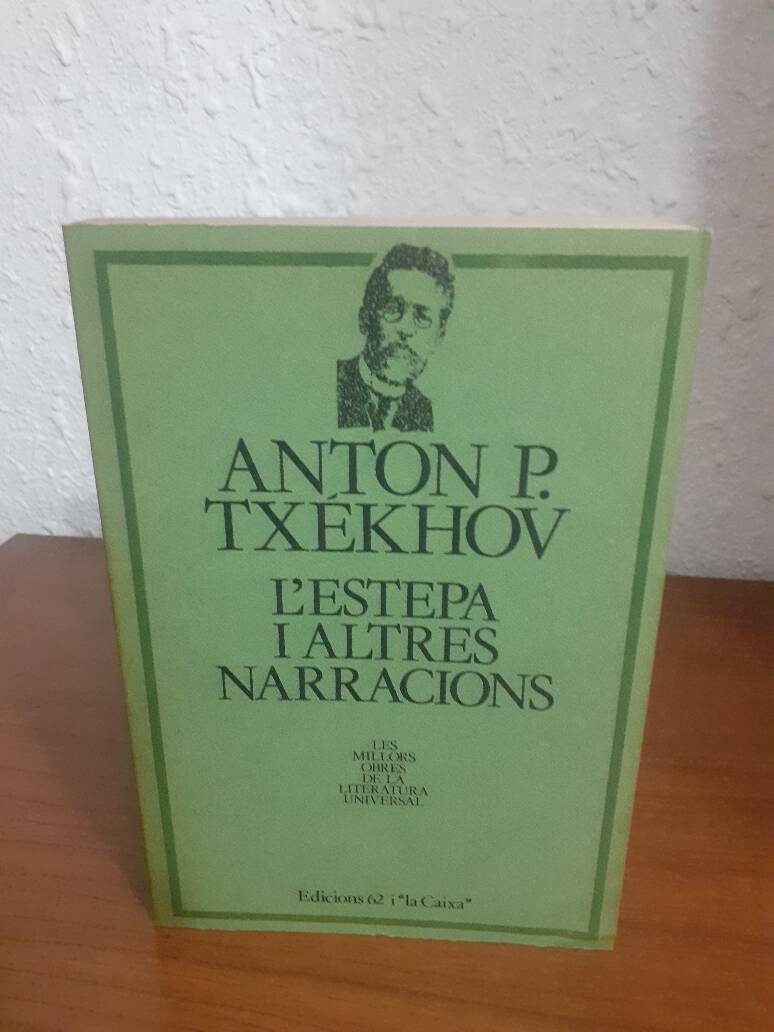 ANTON P.
TXÉKHOV
L'ESTEPA
I ALTRES
NARRACIONS
LES
MILLORS
OBRES
DE LA
LITERATURA
UNIVERSAL
Edicions 62 i "la Caixa"